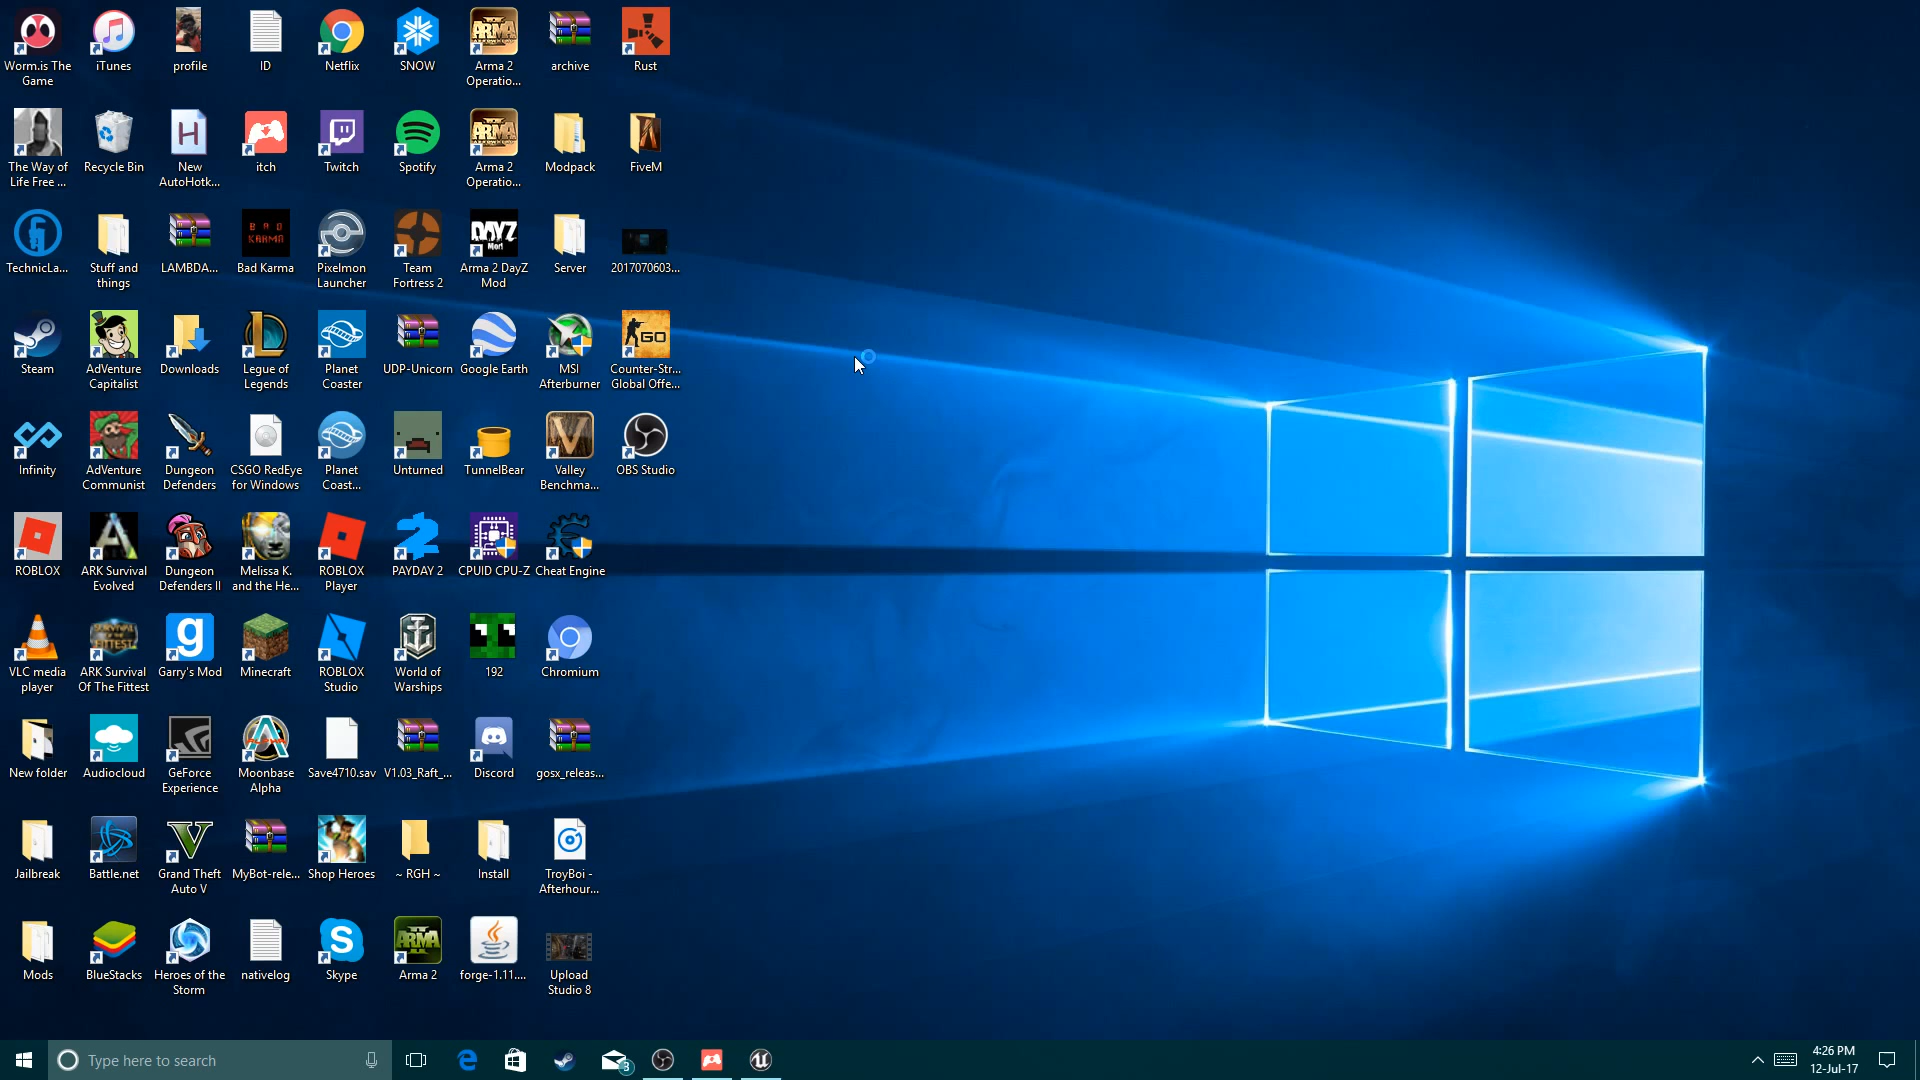 Worm.is The
Game
iTunes
profile
ID
Netflix
SNOW
Arma 2
Operatio...
archive
Rust
The Way of
Life Free ...
Recycle Bin
New
AutoHotk...
itch
Twitch
Spotify
Arma 2
Operatio...
Modpack
FiveM
TechnicLa...
Stuff and
things
LAMBDA...
BAD
KARMA
Bad Karma
Pixelmon
Launcher
Team
Fortress 2
DAYZ
Mod!
Arma 2 DayZ
Mod
Server
2017070603...
Steam
AdVenture
Capitalist
Downloads
Legue of
Legends
Planet
Coaster
UDP-Unicorn
Google Earth
MSI
Afterburner
GO
Counter-Str...
Global Offe...
Infinity
AdVenture
Communist
Dungeon
Defenders
CSGO RedEye
for Windows
Planet
Coast...
Unturned
TunnelBear
Valley
Benchma...
OBS Studio
ROBLOX
ARK Survival
Evolved
Dungeon
Defenders II
Melissa K.
and the He...
ROBLOX
Player
PAYDAY 2
CPUID CPU-Z
Cheat Engine
VLC media
player
ARK Survival
Of The Fittest
Garry's Mod
Minecraft
ROBLOX
Studio
World of
Warships
192
Chromium
New folder
Audiocloud
GeForce
Experience
Moonbase
Alpha
Save4710.sav
V1.03_Raft_...
Discord
gosx_releas...
Jailbreak
Battle.net
Grand Theft
Auto V
MyBot-rele...
Shop Heroes
~ RGH ~
Install
TroyBoi -
Afterhour...
Mods
BlueStacks
Heroes of the
Storm
nativelog
Skype
Arma 2
forge-1.11....
Upload
Studio 8
Type here to search
3
4:26 PM
12-Jul-17